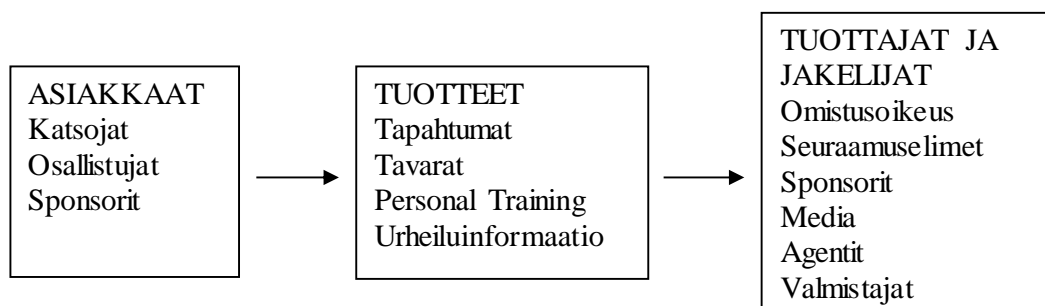 ASIAKKAAT
Katsojat
Osallistujat
Sponsorit
TUOTTEET
Tapahtumat
Tavarat
Personal Training
Urheiluinformaatio
TUOTTAJAT JA
JAKELIJAT
Omistusoikeus
Seuraamuselimet
Sponsorit
Media
Agentit
Valmistajat